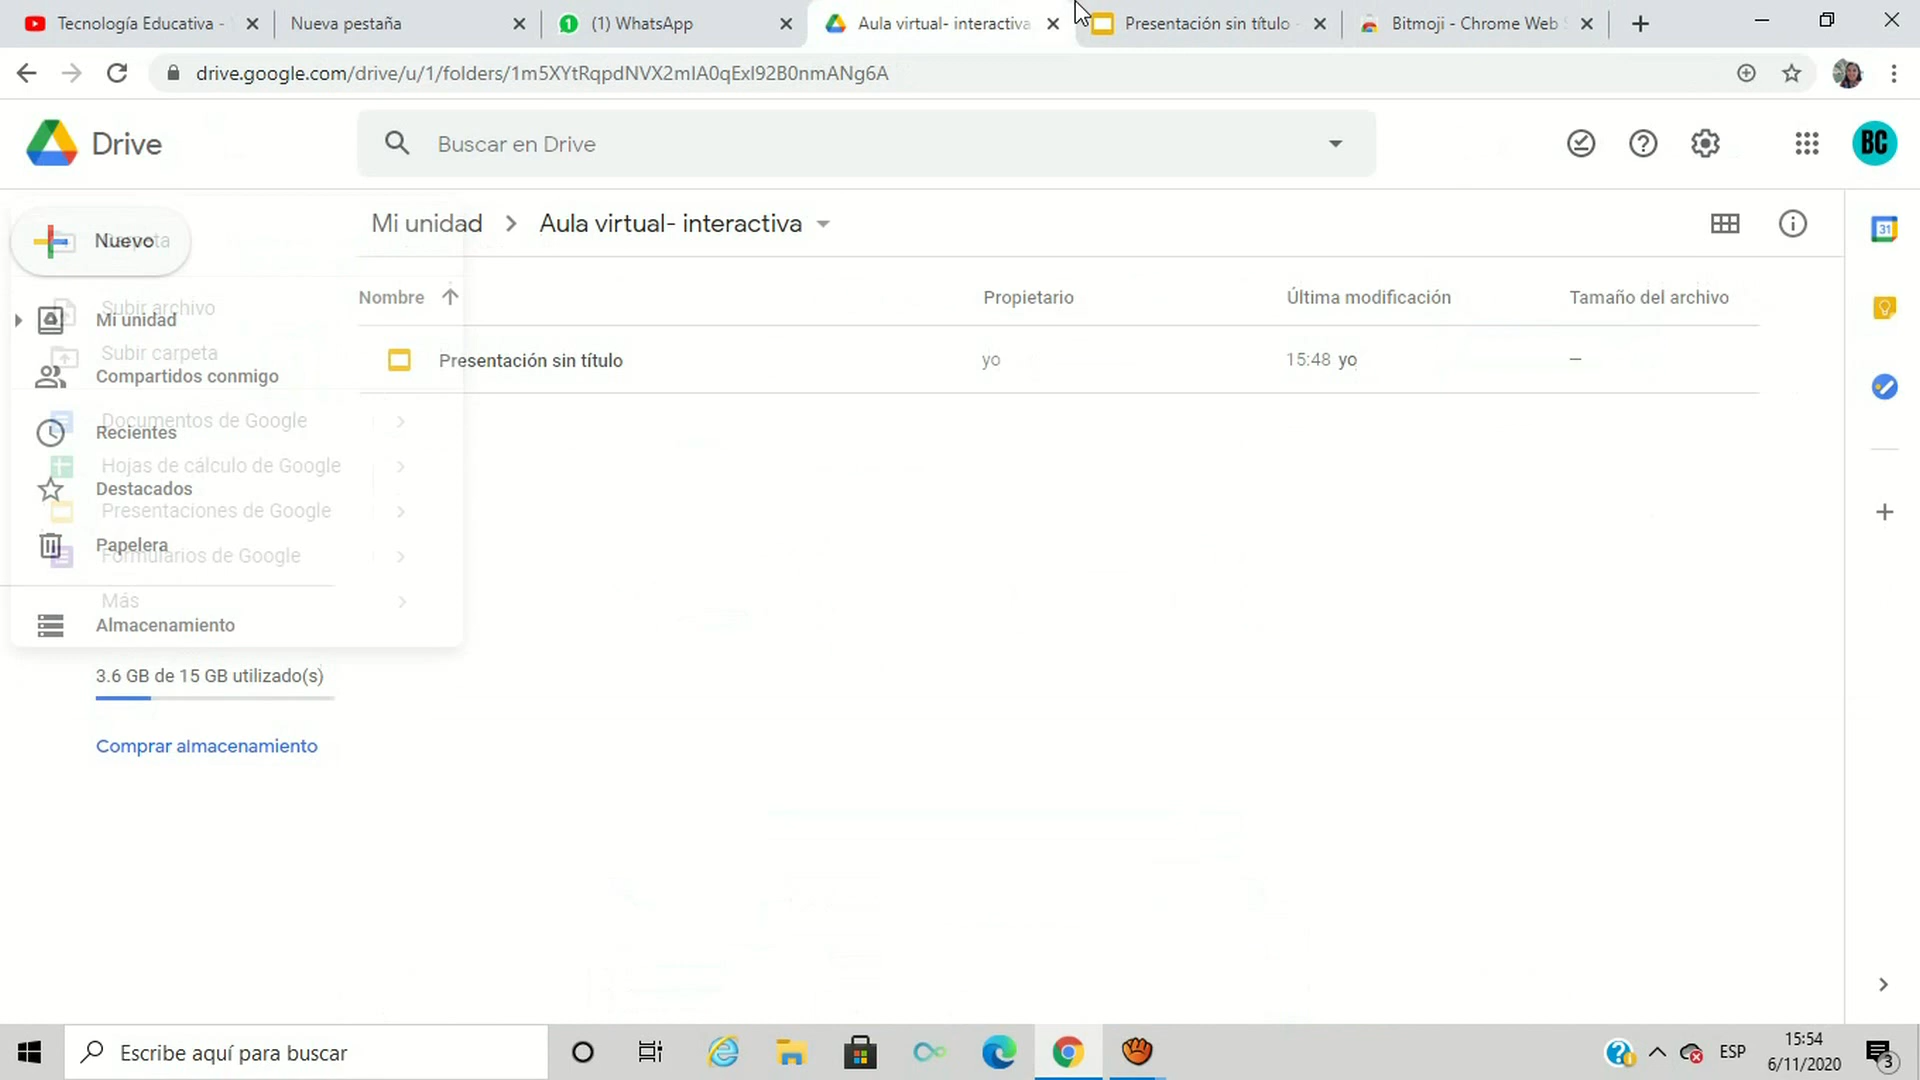 Tecnología Educativa -
Nueva pestaña
(1) WhatsApp
Aula virtual- interactiva
Presentación sin título -
Bitmoji - Chrome Web
drive.google.com/drive/u/1/folders/1m5XYtRqpdNVX2mIA0qExI92B0nmANg6A
Drive
Buscar en Drive
BC
Nuevo
Mi unidad
Aula virtual- interactiva
31
Nombre
Propietario
Última modificación
Tamaño del archivo
Subir archivo
Mi unidad
Subir carpeta
Presentación sin título
yo
15:48 yo
—
Compartidos conmigo
Documentos de Google
Recientes
Hojas de cálculo de Google
Destacados
Presentaciones de Google
Papelera
Formularios de Google
Más
Almacenamiento
3.6 GB de 15 GB utilizado(s)
Comprar almacenamiento
Escribe aquí para buscar
ESP
15:54
6/11/2020
3